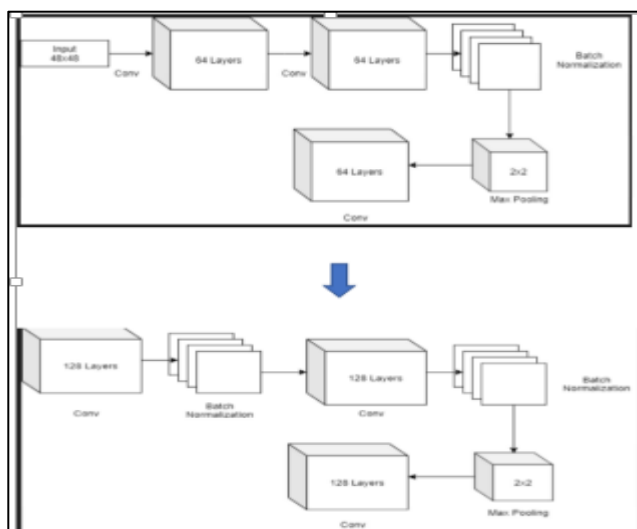 Input
48x48
Conv
64 Layers
Conv
64 Layers
Batch
Normalization
64 Layers
Conv
2x2
Max Pooling
128 Layers
Conv
Batch
Normalization
128 Layers
Conv
Batch
Normalization
128 Layers
Conv
2x2
Max Pooling